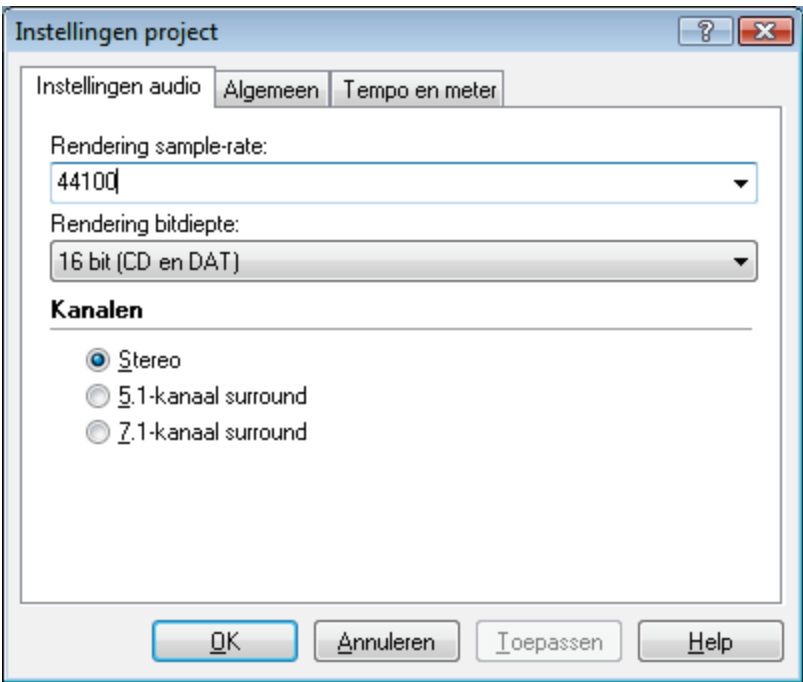 Instellingen project
Instellingen audio Algemeen Tempo en meter
Rendering sample-rate:
44100
Rendering bitdiepte:
16 bit (CD en DAT)
Kanalen
Stereo
5.1-kanaal surround
7.1-kanaal surround
OK Annuleren Toepassen Help